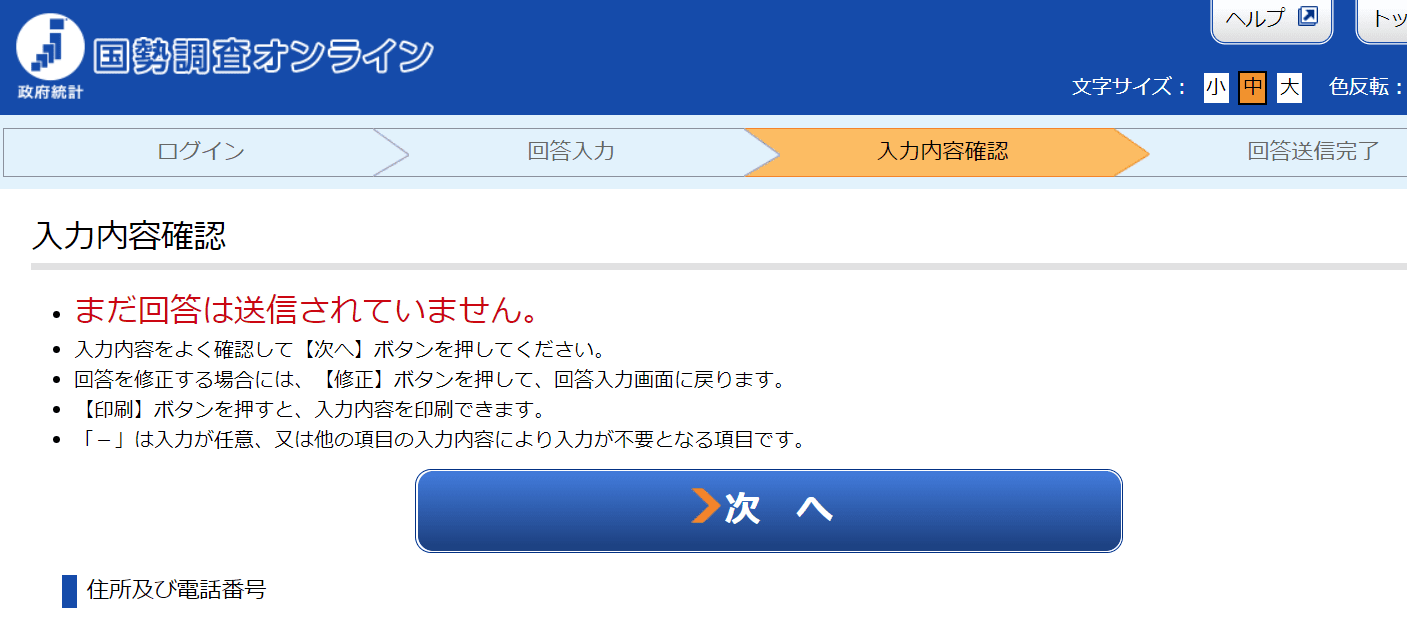 ヘルプ
トッ
国勢調査オンライン
政府統計
文字サイズ： 小 中 大 色反転：
ログイン 回答入力 入力内容確認 回答送信完了
入力内容確認
・まだ回答は送信されていません。
・入力内容をよく確認して【次へ】ボタンを押してください。
・回答を修正する場合には、【修正】ボタンを押して、回答入力画面に戻ります。
・【印刷】ボタンを押すと、入力内容を印刷できます。
・「－」は入力が任意、又は他の項目の入力内容により入力が不要となる項目です。
次 へ
住所及び電話番号